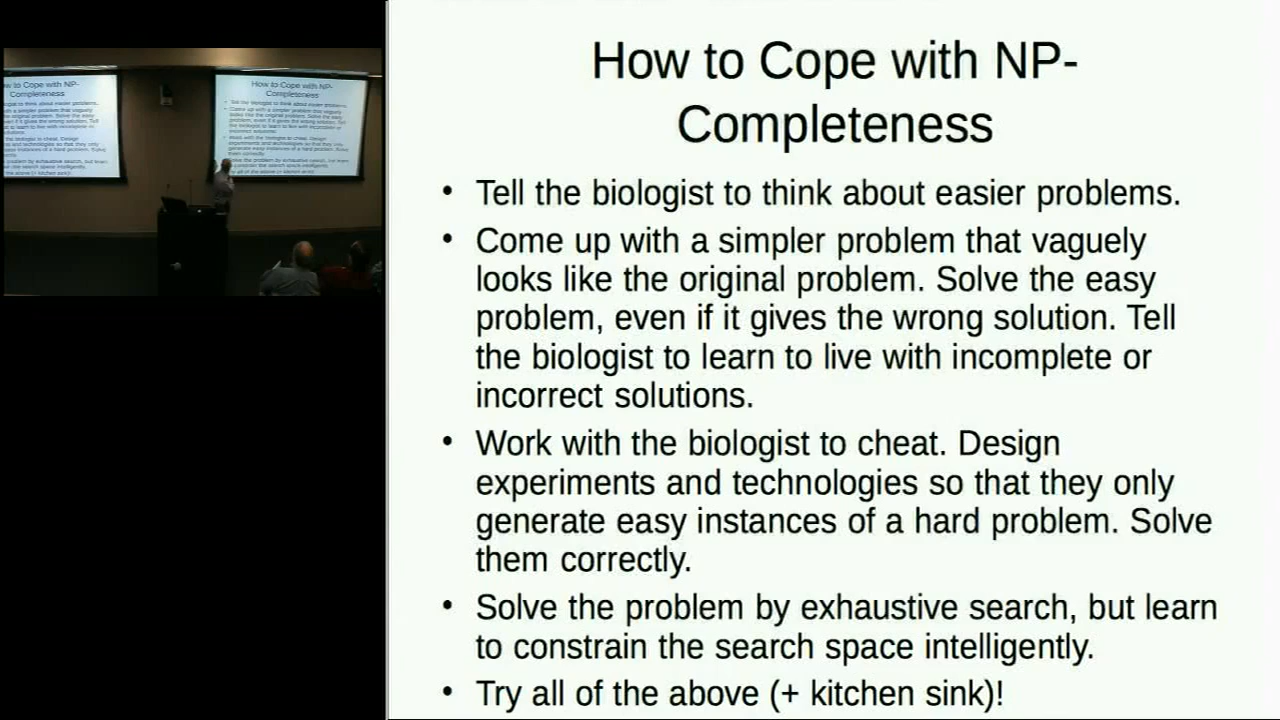 How to Cope with NP-
Completeness
• Tell the biologist to think about easier problems.
• Come up with a simpler problem that vaguely
looks like the original problem. Solve the easy
problem, even if it gives the wrong solution. Tell
the biologist to learn to live with incomplete or
incorrect solutions.
• Work with the biologist to cheat. Design
experiments and technologies so that they only
generate easy instances of a hard problem. Solve
them correctly.
• Solve the problem by exhaustive search, but learn
to constrain the search space intelligently.
• Try all of the above (+ kitchen sink)!